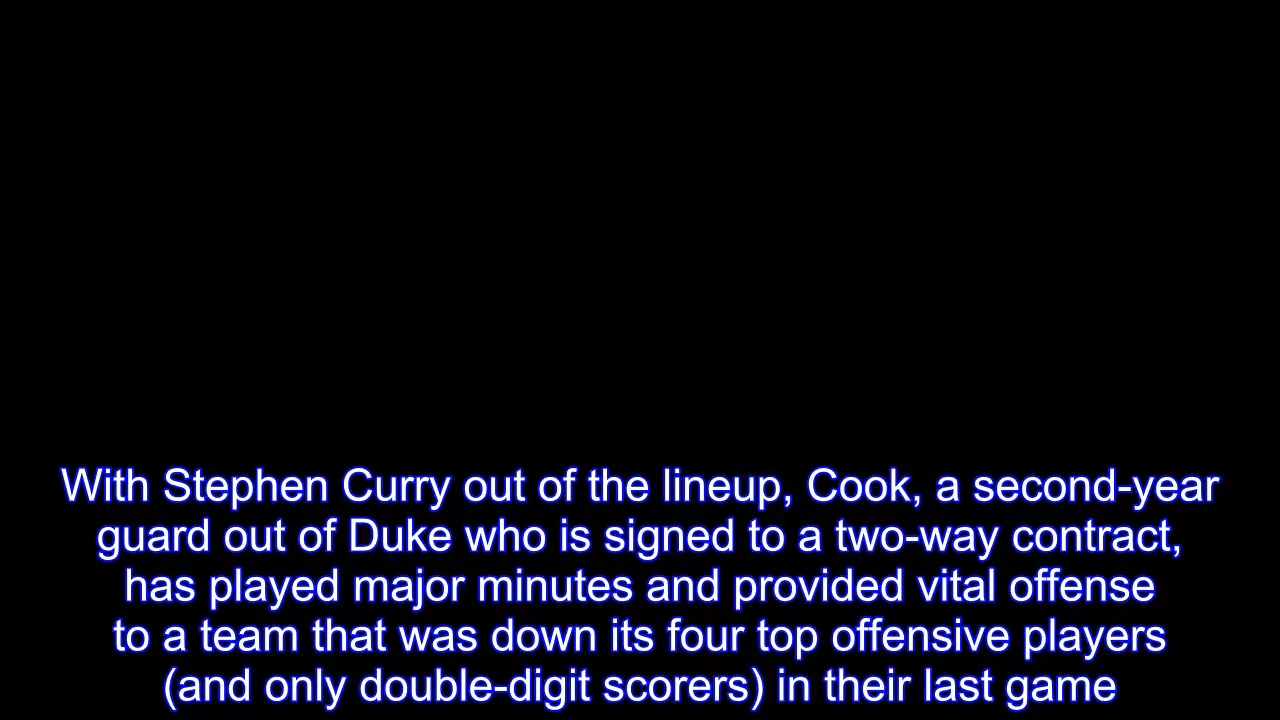 With Stephen Curry out of the lineup, Cook, a second-year
guard out of Duke who is signed to a two-way contract,
has played major minutes and provided vital offense
to a team that was down its four top offensive players
(and only double-digit scorers) in their last game